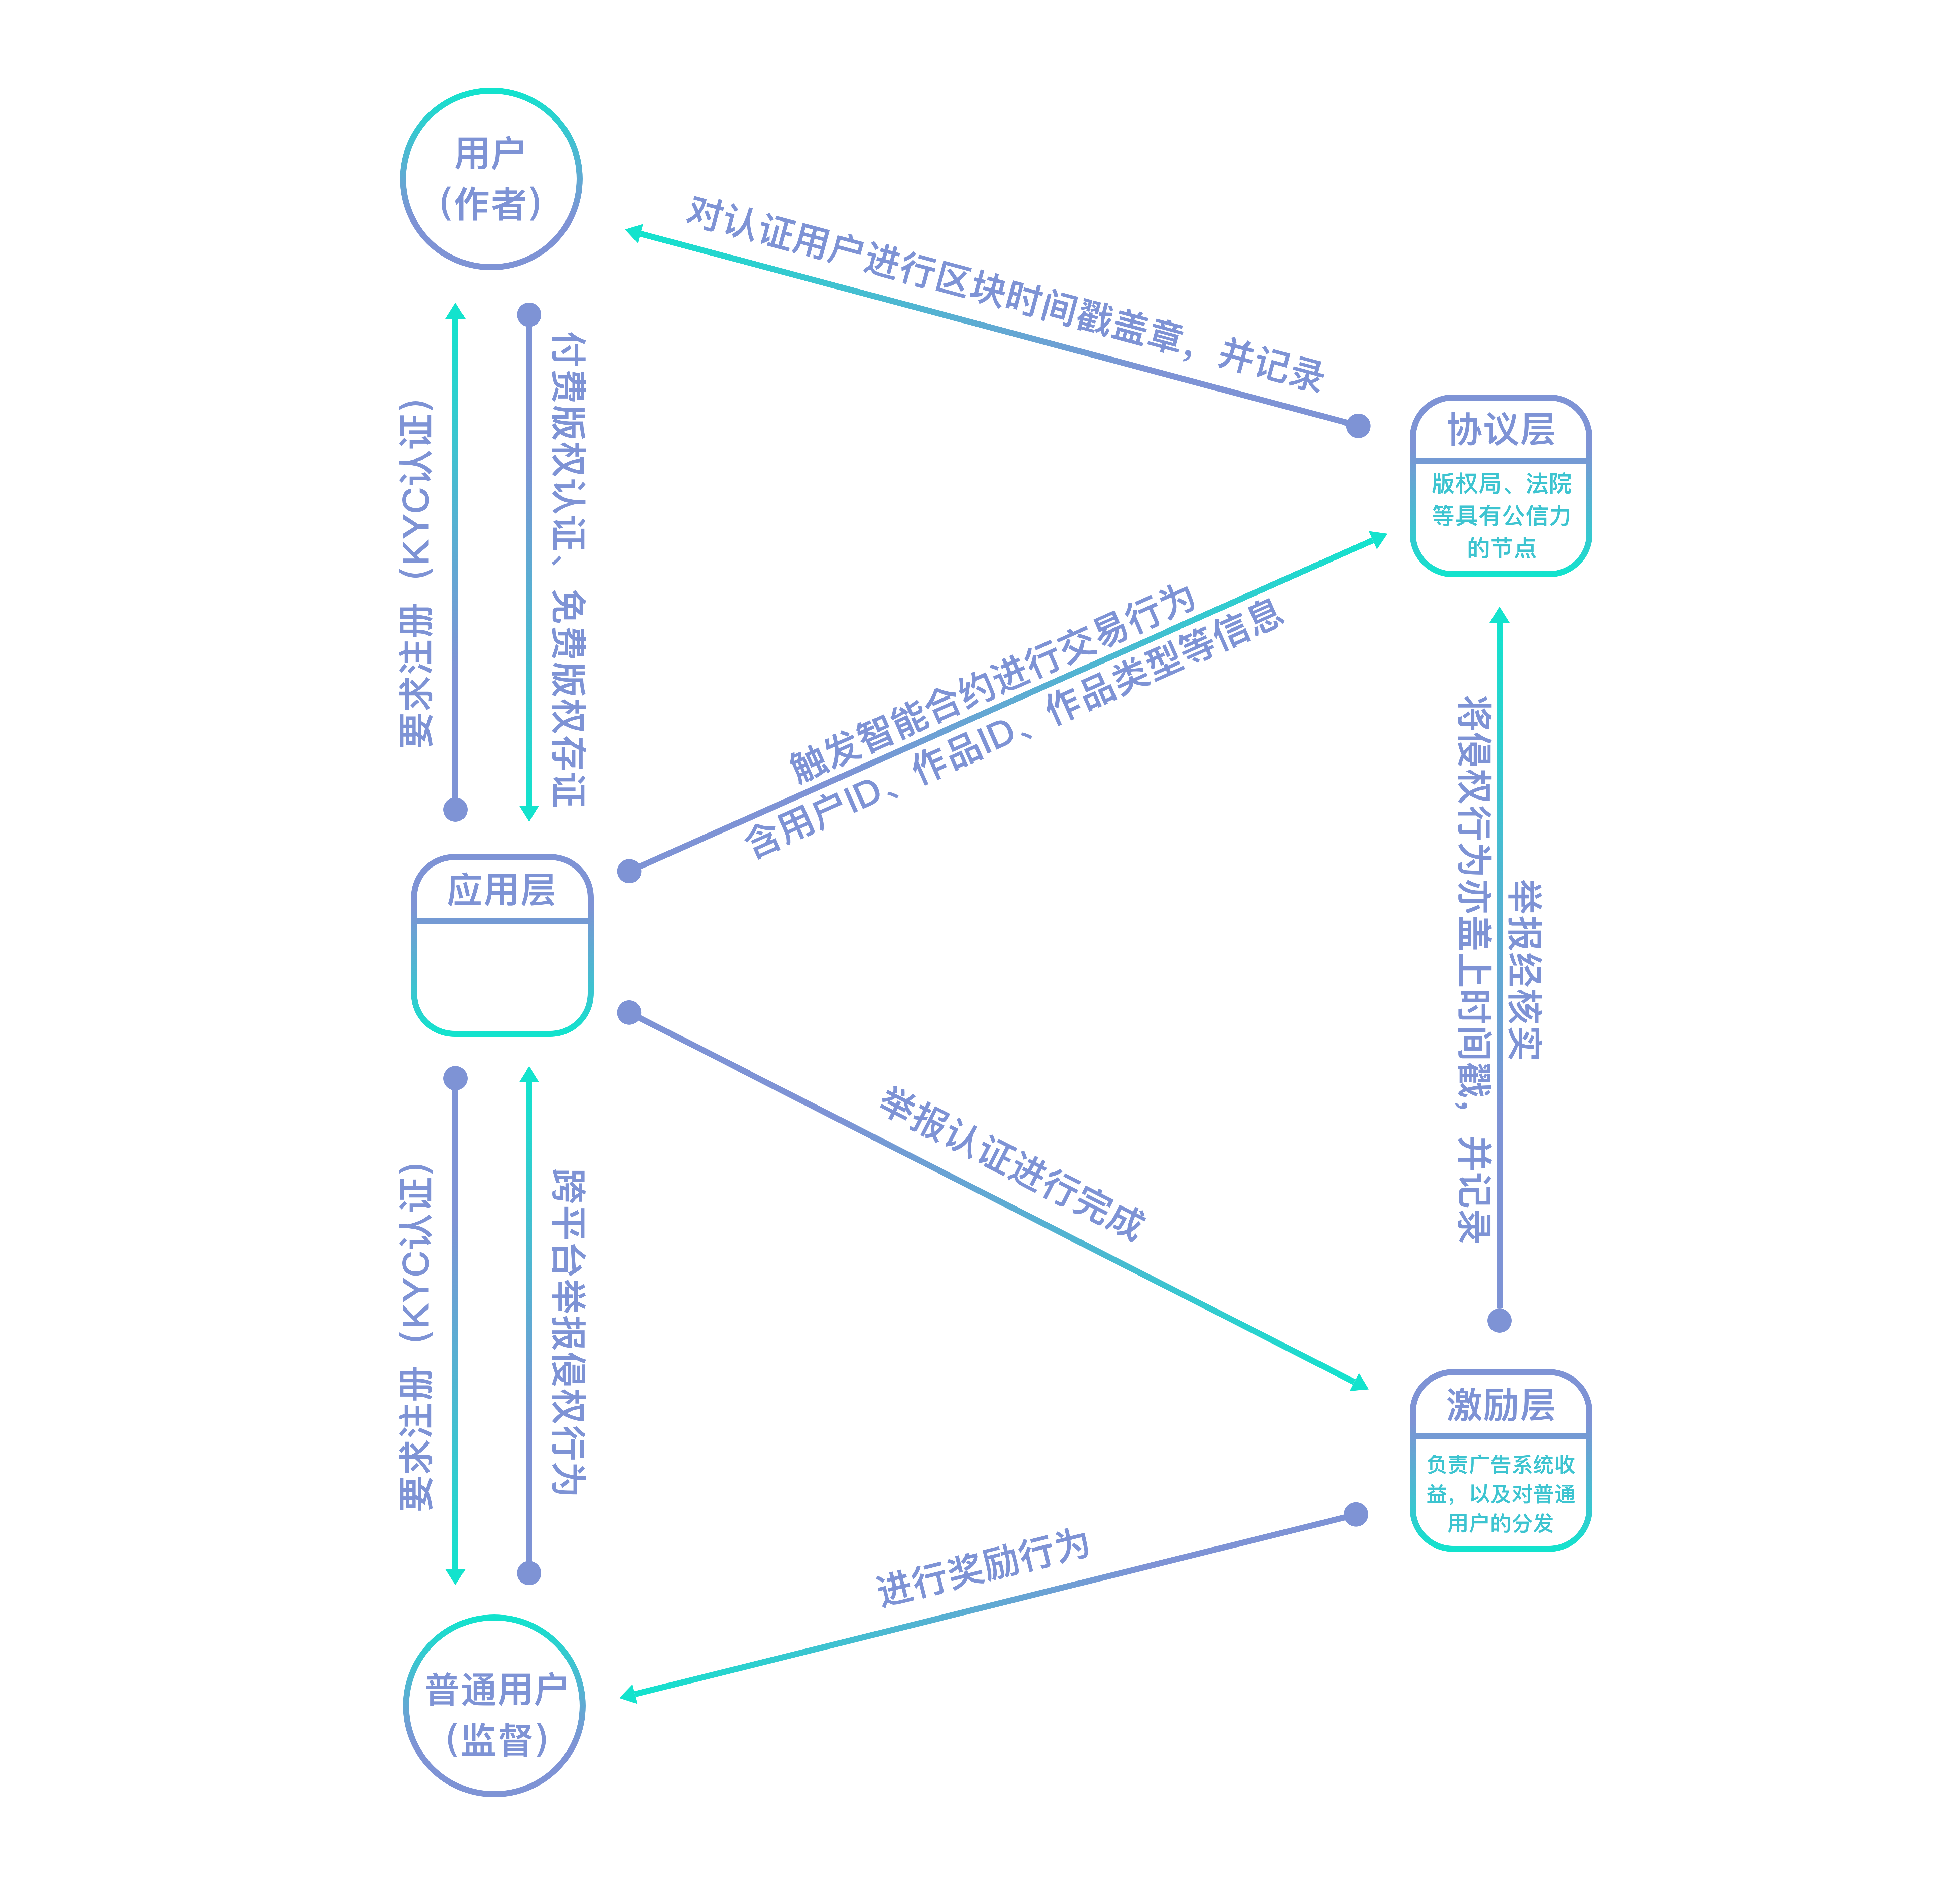 用户
（作者）
对认证用户进行区块时间戳盖章，并记录
要求注册（KYC认证）
付费版权认证、免费版权存证
协议层
版权局、法院
等具有公信力
的节点
触发智能合约进行交易行为
含用户ID、作品ID、作品类型等信息
应用层
将侵权行为亦盖上时间戳，并记录
举报经核实
举报认证进行完成
要求注册（KYC认证）
跨平台举报侵权行为
激励层
负责广告系统收
益，以及对普通
用户的分发
进行奖励行为
普通用户
（监督）